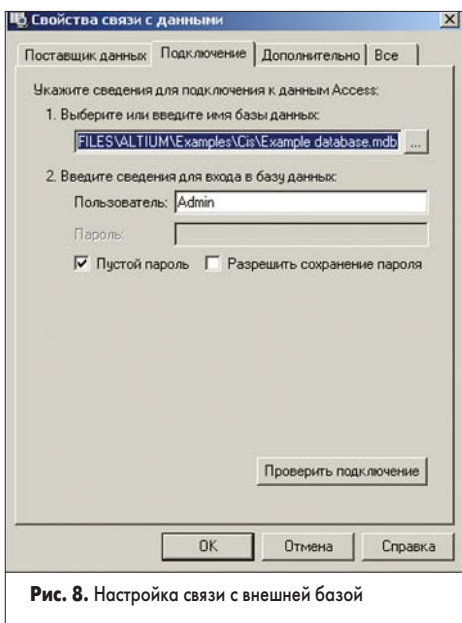 Свойства связи с данными
Поставщик данных Подключение Дополнительно Все
Укажите сведения для подключения к данным Access:
1. Выберите или введите имя базы данных:
FILES\ALTIUM\Examples\Cis\Example database.mdb ...
2. Введите сведения для входа в базу данных:
Пользователь: Admin
Пароль:
Пустой пароль Разрешить сохранение пароля
Проверить подключение
ОК Отмена Справка
Рис. 8. Настройка связи с внешней базой